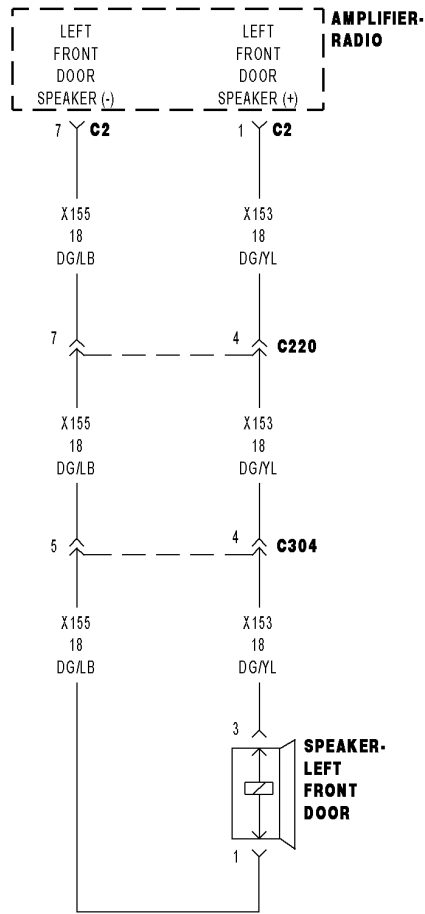 AMPLIFIER-
RADIO
LEFT
FRONT
DOOR
SPEAKER (-)
LEFT
FRONT
DOOR
SPEAKER (+)
7 C2
1 C2
X155
18
DG/LB
X153
18
DG/YL
7
4 C220
X155
18
DG/LB
X153
18
DG/YL
5
4 C304
X155
18
DG/LB
X153
18
DG/YL
3
SPEAKER-
LEFT
FRONT
DOOR
1